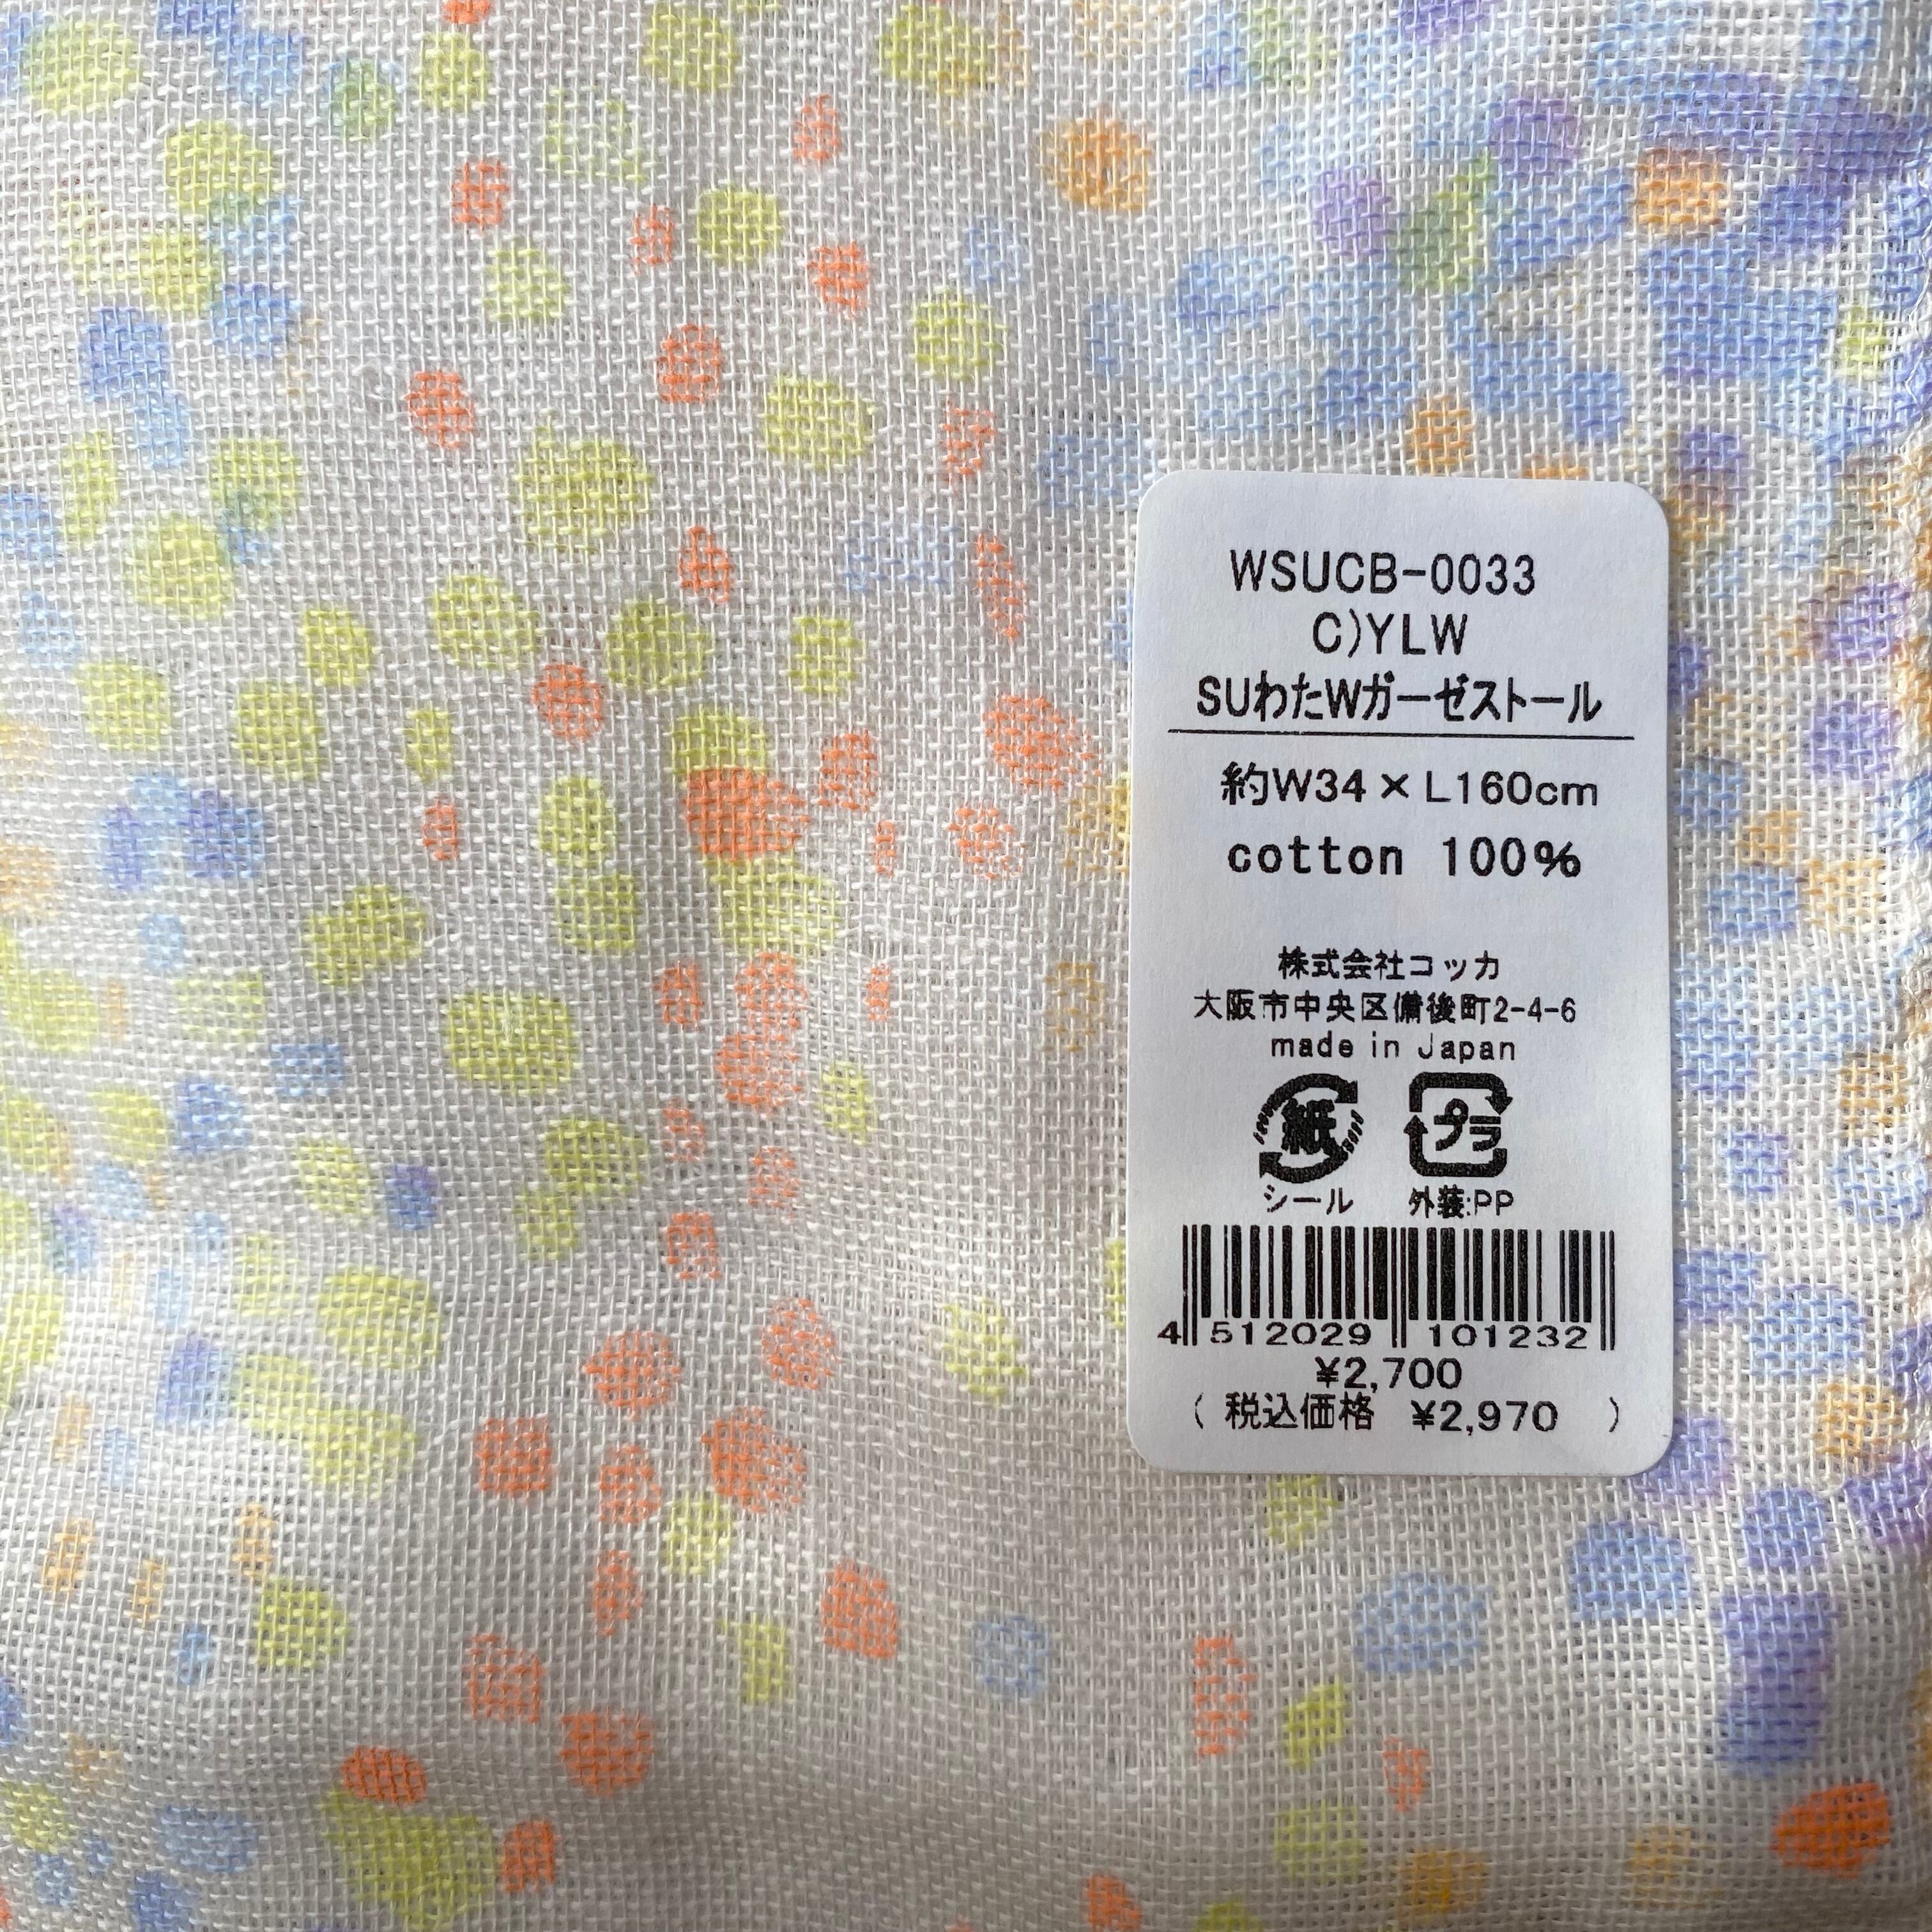 WSUCB-0033
C)YLW
SUわたWガーゼストール
約W34×L160cm
cotton 100%
株式会社コッカ
大阪市中央区備後町2-4-6
made in Japan
紙 プラ
シール 外装:PP
4 512029 101232
¥2,700
( 税込価格 ¥2,970 )